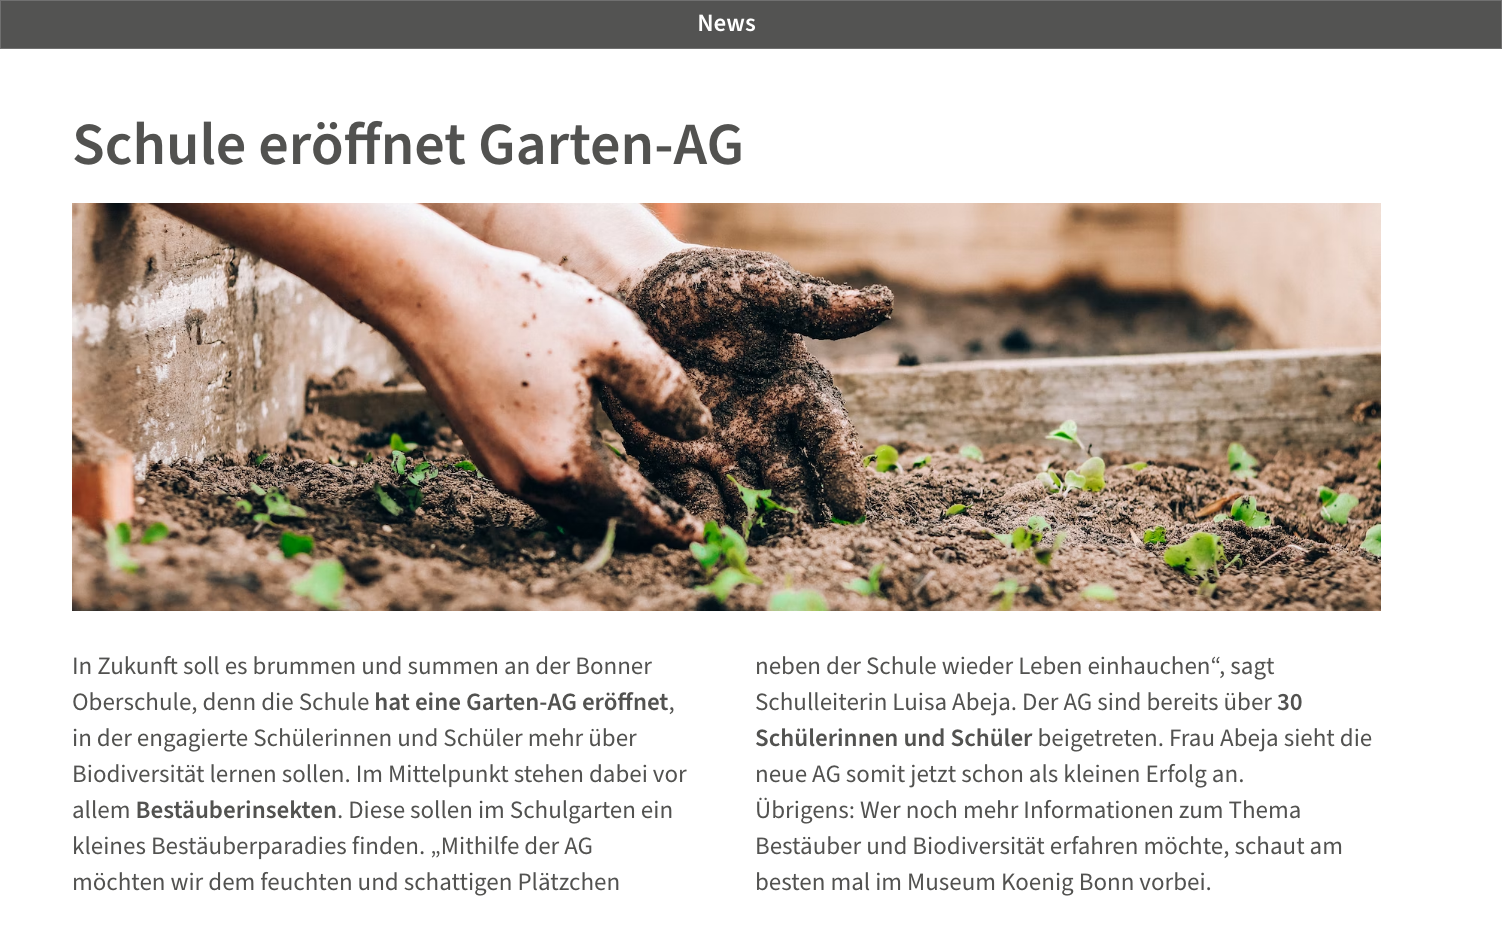 News
Schule eröffnet Garten-AG
In Zukunft soll es brummen und summen an der Bonner
Oberschule, denn die Schule hat eine Garten-AG eröffnet,
in der engagierte Schülerinnen und Schüler mehr über
Biodiversität lernen sollen. Im Mittelpunkt stehen dabei vor
allem Bestäuberinsekten. Diese sollen im Schulgarten ein
kleines Bestäuberparadies finden. „Mithilfe der AG
möchten wir dem feuchten und schattigen Plätzchen
neben der Schule wieder Leben einhauchen“, sagt
Schulleiterin Luisa Abeja. Der AG sind bereits über 30
Schülerinnen und Schüler beigetreten. Frau Abeja sieht die
neue AG somit jetzt schon als kleinen Erfolg an.
Übrigens: Wer noch mehr Informationen zum Thema
Bestäuber und Biodiversität erfahren möchte, schaut am
besten mal im Museum Koenig Bonn vorbei.